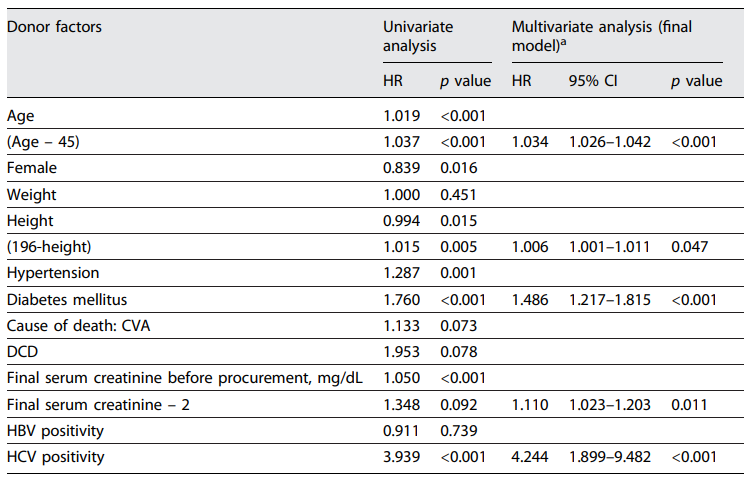 Donor factors Univariate analysis Multivariate analysis (final model)a
HR p value HR 95% CI p value
Age 1.019 <0.001
(Age – 45) 1.037 <0.001 1.034 1.026–1.042 <0.001
Female 0.839 0.016
Weight 1.000 0.451
Height 0.994 0.015
(196-height) 1.015 0.005 1.006 1.001–1.011 0.047
Hypertension 1.287 0.001
Diabetes mellitus 1.760 <0.001 1.486 1.217–1.815 <0.001
Cause of death: CVA 1.133 0.073
DCD 1.953 0.078
Final serum creatinine before procurement, mg/dL 1.050 <0.001
Final serum creatinine – 2 1.348 0.092 1.110 1.023–1.203 0.011
HBV positivity 0.911 0.739
HCV positivity 3.939 <0.001 4.244 1.899–9.482 <0.001